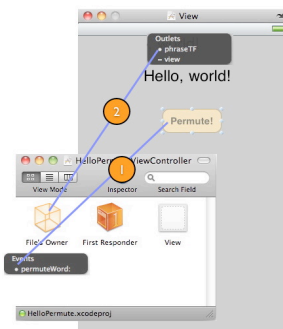 View
Outlets
phraseTF
view
Hello, world!
2
Permute!
HelloPermuteViewController
1
View Mode
Inspector
Search Field
File's Owner
First Responder
View
Events
permuteWord:
HelloPermute.xcodeproj